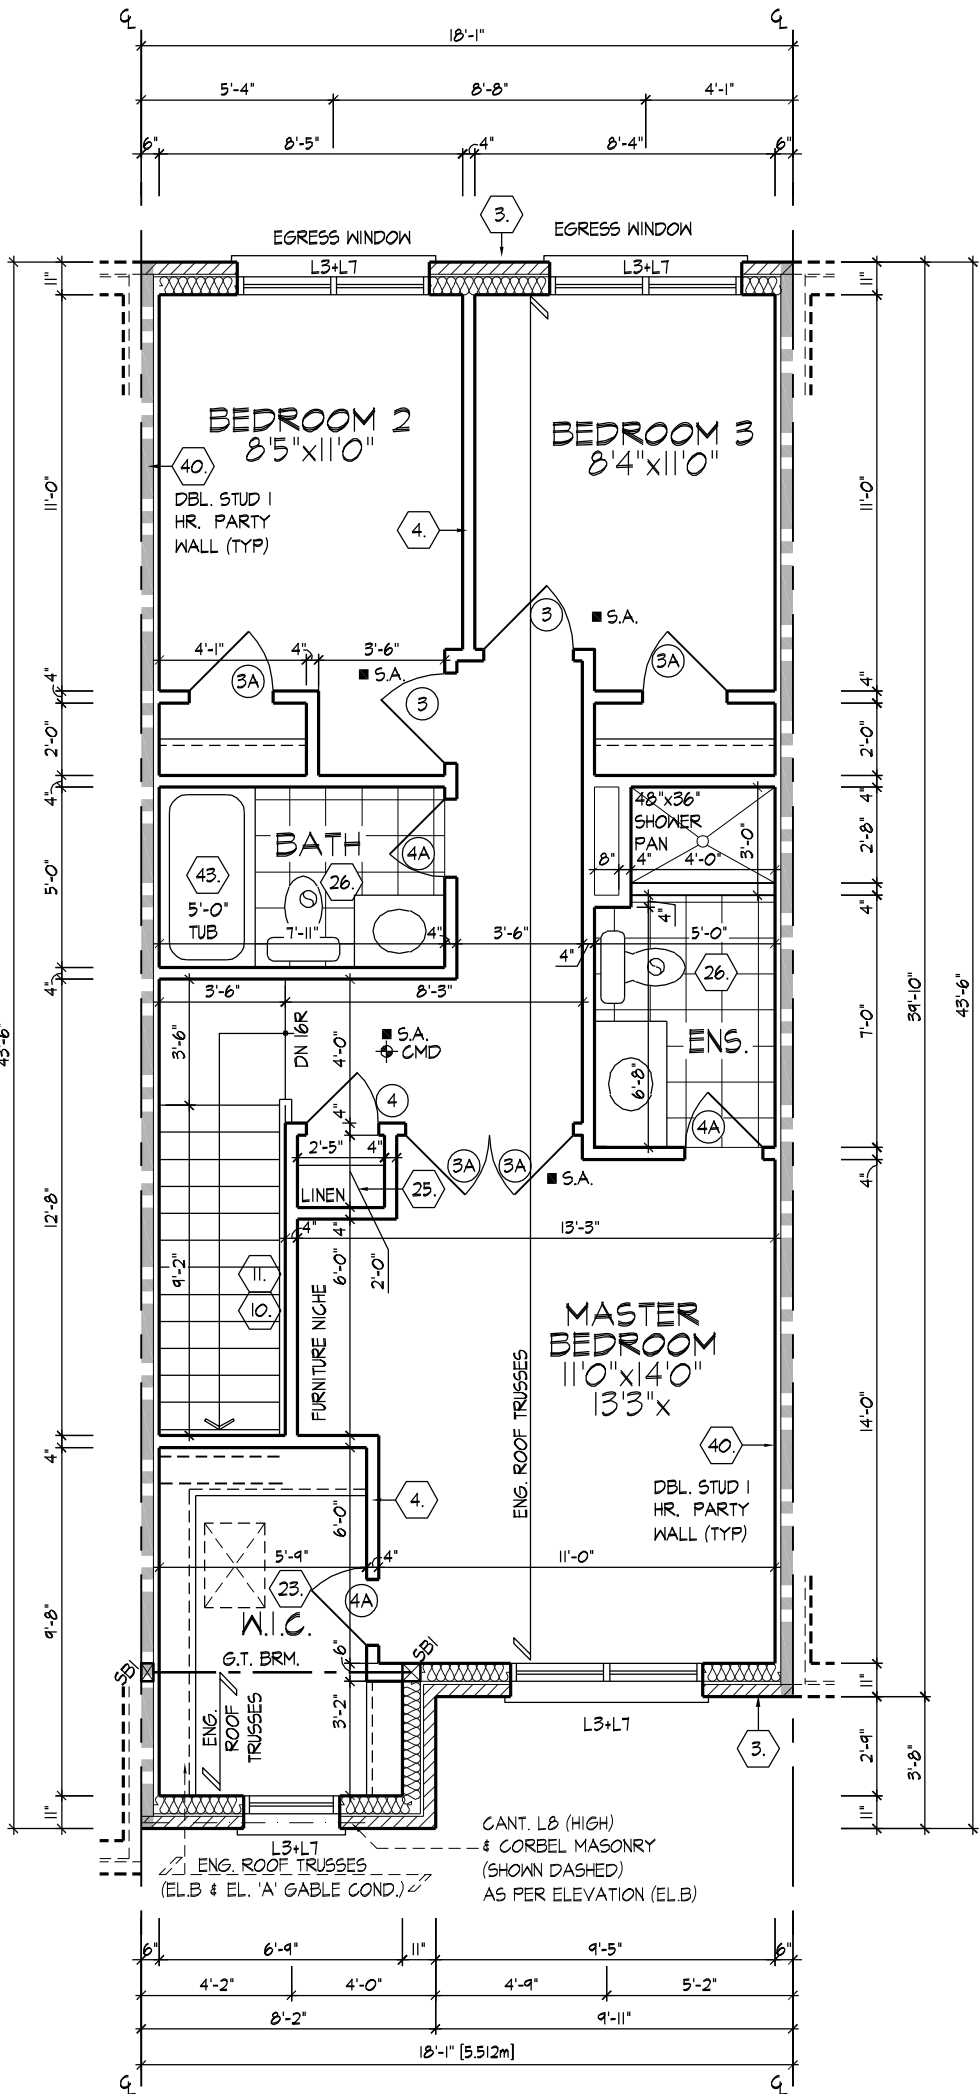 18'-1"
5'-4" 8'-8" 4'-1"
6" 8'-5" 4" 8'-4" 6"
3.
EGRESS WINDOW EGRESS WINDOW
L3+L7 L3+L7
11" 11"
BEDROOM 2
8'5"x11'0"
BEDROOM 3
8'4"x11'0"
40.
DBL. STUD 1
HR. PARTY
WALL (TYP)
4.
11'-0" 11'-0"
3
S.A.
4'-1" 4" 3'-6"
3A S.A. 3A
3
4" 4"
2'-0" 2'-0"
4" 4"
48"x36"
SHOWER
PAN
3'-0"
8" 4" 4'-0"
2'-8"
4"
BATH
4A
43.
26.
5'-0"
TUB
5'-0"
7'-11" 4" 3'-6" 4" 5'-0"
4"
26.
4"
3'-6" 8'-3"
3'-6"
DN 16R
4'-0"
S.A.
CMD
ENS.
7'-0"
39'-10"
43'-6"
43'-6"
6'-8"
4
4"
4A
2'-5" 4"
3A 3A
S.A.
4"
LINEN
25.
12'-8"
4" 4" 13'-3"
9'-2"
11.
10.
6'-0"
2'-0"
FURNITURE NICHE
MASTER
BEDROOM
11'0"x14'0"
13'3"x
ENG. ROOF TRUSSES
14'-0"
40.
4"
DBL. STUD 1
HR. PARTY
WALL (TYP)
4.
6'-0"
5'-9" 4" 11'-0"
23.
4A
9'-8"
W.I.C.
G.T. BRM.
SB1 6" SB1
ENG.
ROOF
TRUSSES
3'-2"
11"
L3+L7
3.
2'-9"
3'-8"
11" 11"
L3+L7
ENG. ROOF TRUSSES
(EL.B & EL. 'A' GABLE COND.)
CANT. L8 (HIGH)
& CORBEL MASONRY
(SHOWN DASHED)
AS PER ELEVATION (EL.B)
6" 6'-9" 11" 9'-5" 6"
4'-2" 4'-0" 4'-9" 5'-2"
8'-2" 9'-11"
18'-1" [5.512m]